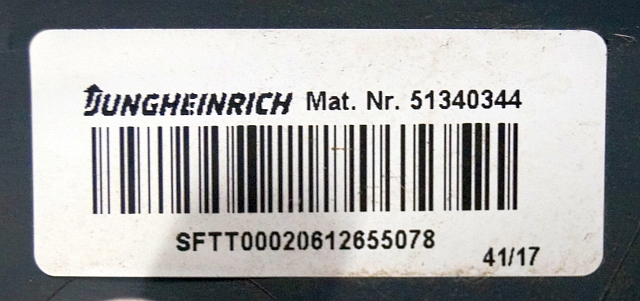 JUNGHEINRICH Mat. Nr. 51340344
SFTT00020612655078
41/17